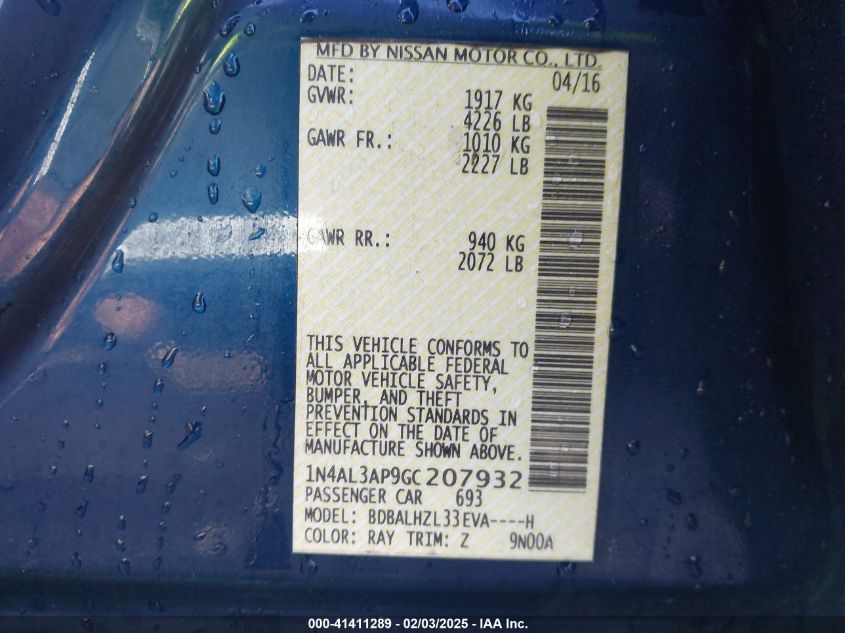 MFD BY NISSAN MOTOR CO., LTD.
DATE: 04/16
GVWR: 1917 KG
4226 LB
GAWR FR.: 1010 KG
2227 LB
GAWR RR.: 940 KG
2072 LB
THIS VEHICLE CONFORMS TO
ALL APPLICABLE FEDERAL
MOTOR VEHICLE SAFETY,
BUMPER, AND THEFT
PREVENTION STANDARDS IN
EFFECT ON THE DATE OF
MANUFACTURE SHOWN ABOVE.
1N4AL3AP9GC207932
PASSENGER CAR 693
MODEL: BDBALHZL33EVA----H
COLOR: RAY TRIM: Z 9N00A
000-41411289 - 02/03/2025 - IAA Inc.